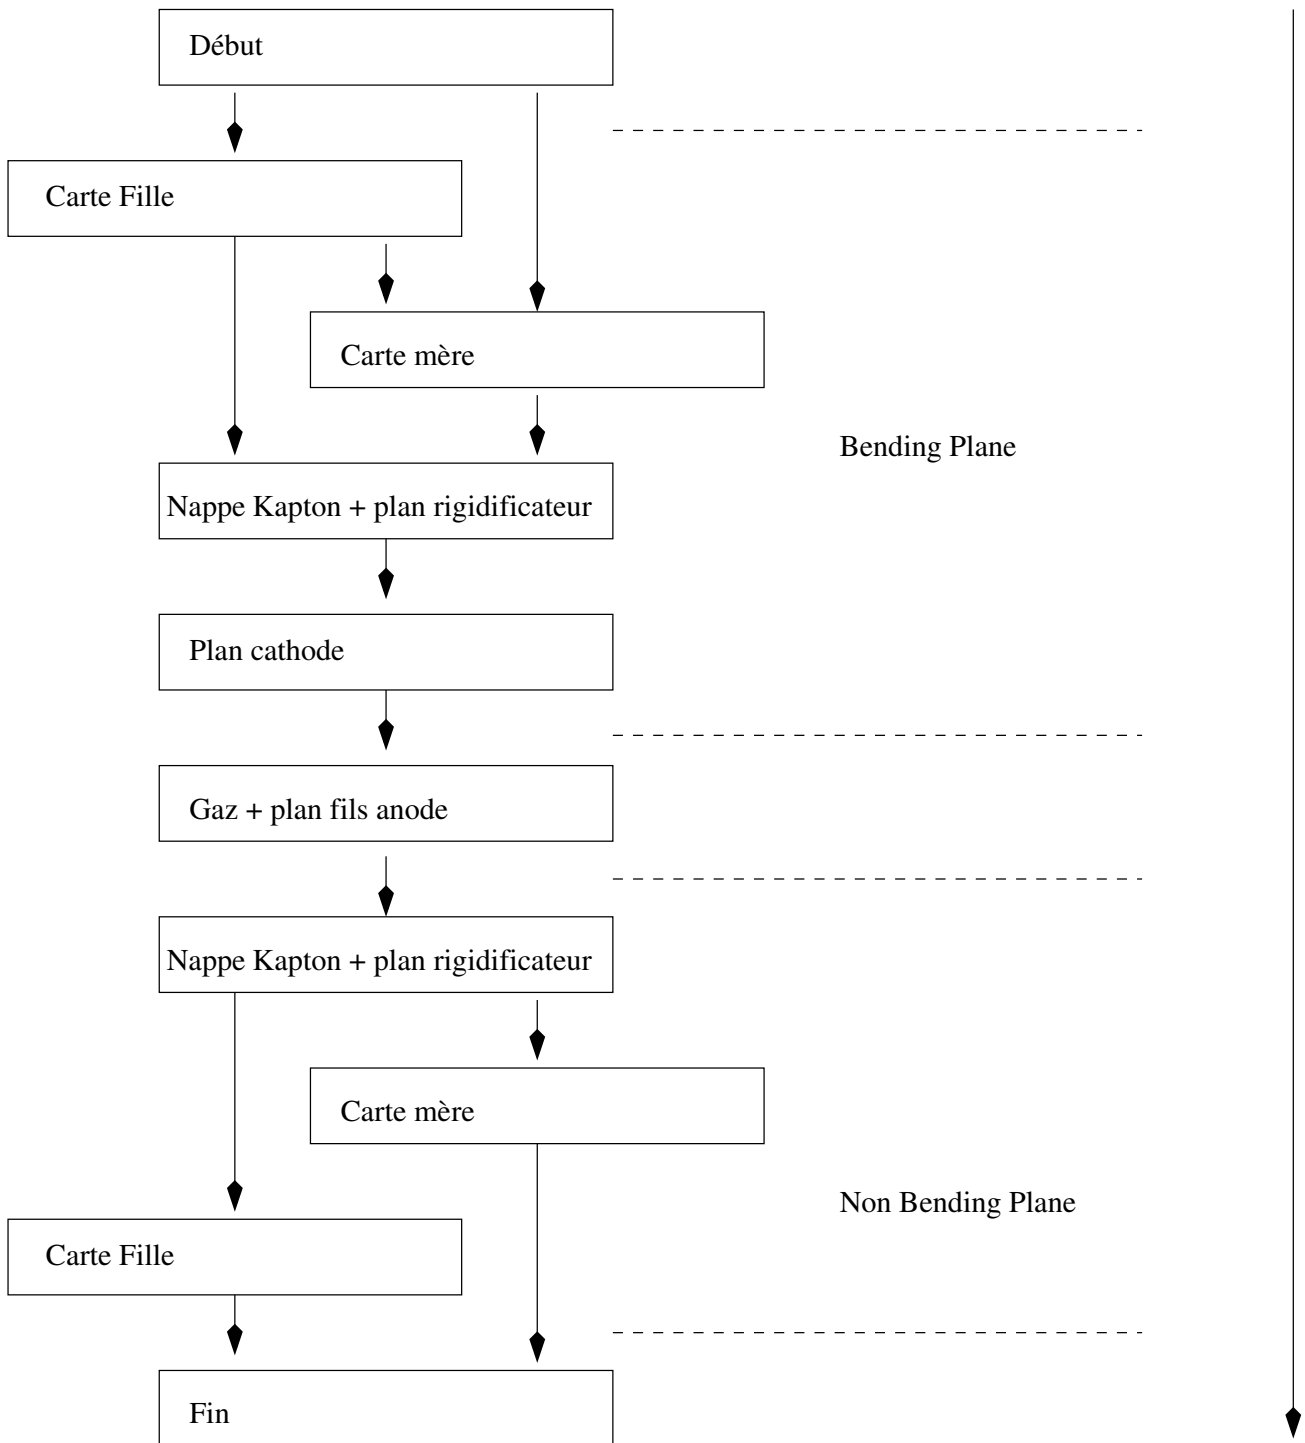 Début
Carte Fille
Carte mère
Bending Plane
Nappe Kapton + plan rigidificateur
Plan cathode
Gaz + plan fils anode
Nappe Kapton + plan rigidificateur
Carte mère
Non Bending Plane
Carte Fille
Fin